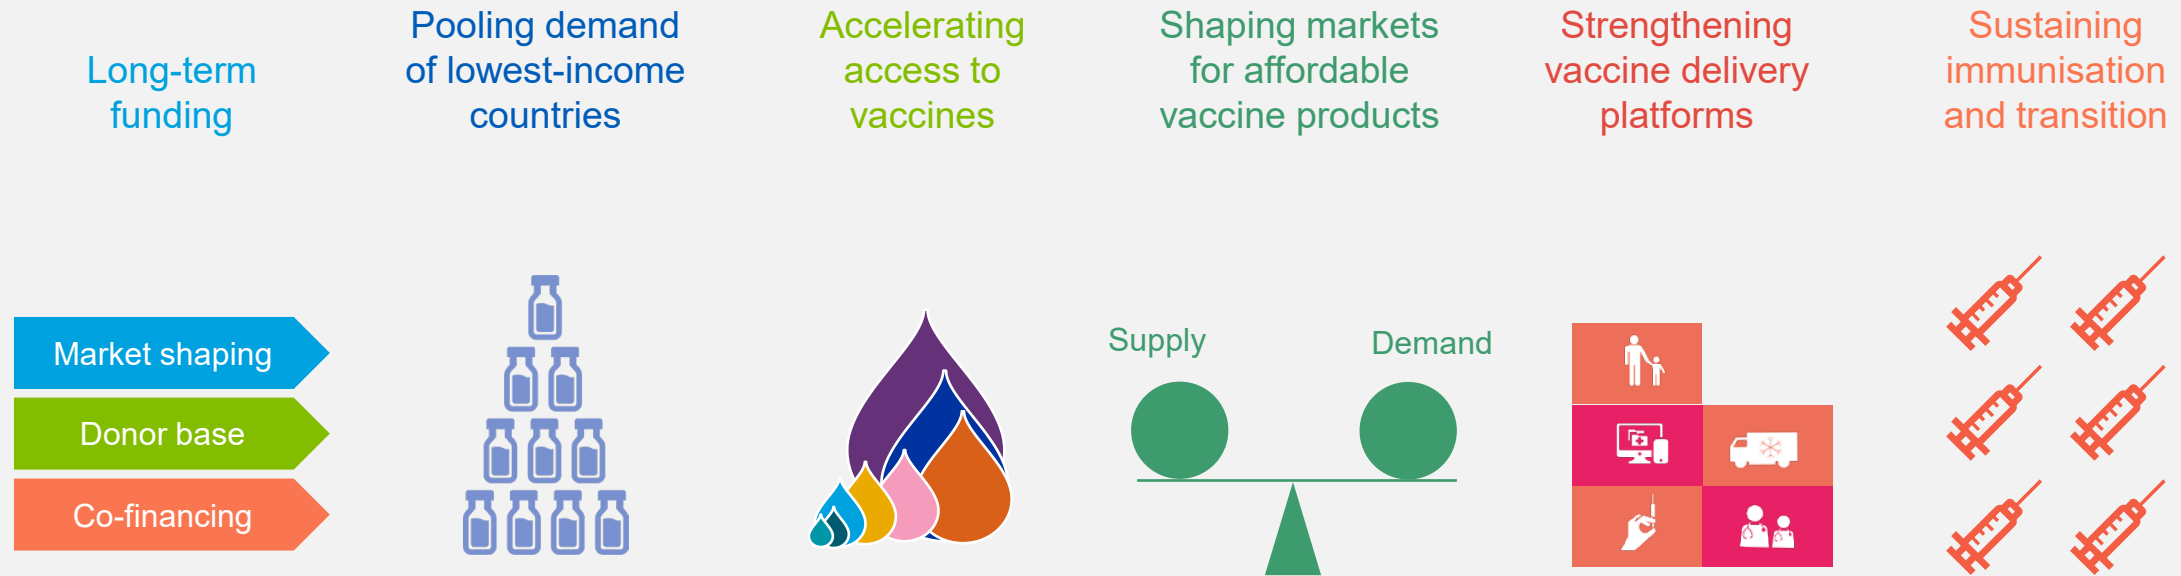 Long-term
funding
Pooling demand
of lowest-income
countries
Accelerating
access to
vaccines
Shaping markets
for affordable
vaccine products
Strengthening
vaccine delivery
platforms
Sustaining
immunisation
and transition
Market shaping
Donor base
Co-financing
Supply
Demand